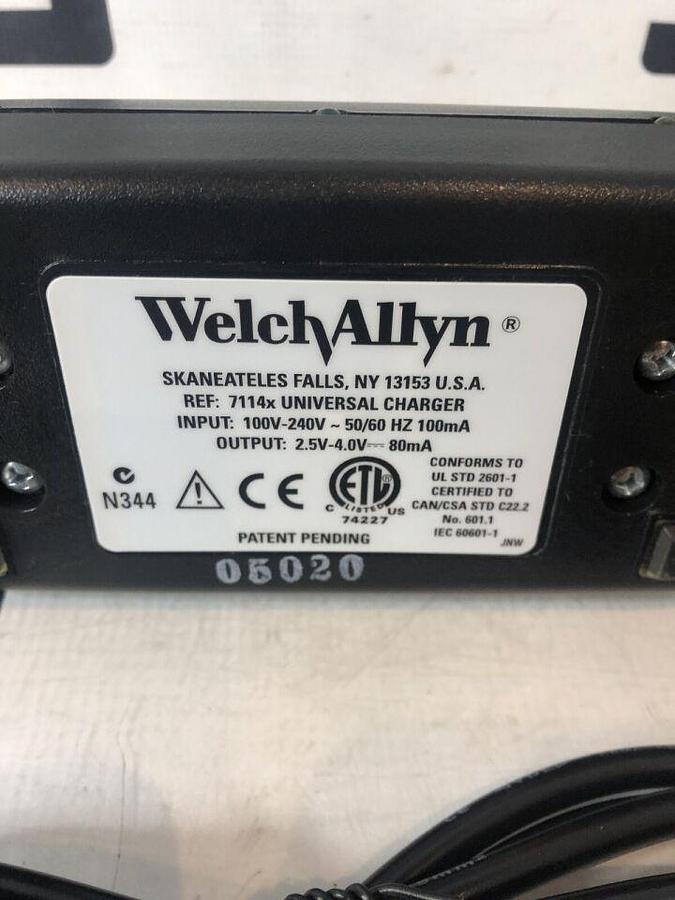 WelchAllyn ®
SKANEATELES FALLS, NY 13153 U.S.A.
REF: 7114x UNIVERSAL CHARGER
INPUT: 100V-240V ~ 50/60 HZ 100mA
OUTPUT: 2.5V-4.0V⎓ 80mA
N344
CE
ETL
C LISTED US
74227
CONFORMS TO
UL STD 2601-1
CERTIFIED TO
CAN/CSA STD C22.2
No. 601.1
IEC 60601-1
JNW
PATENT PENDING
05020